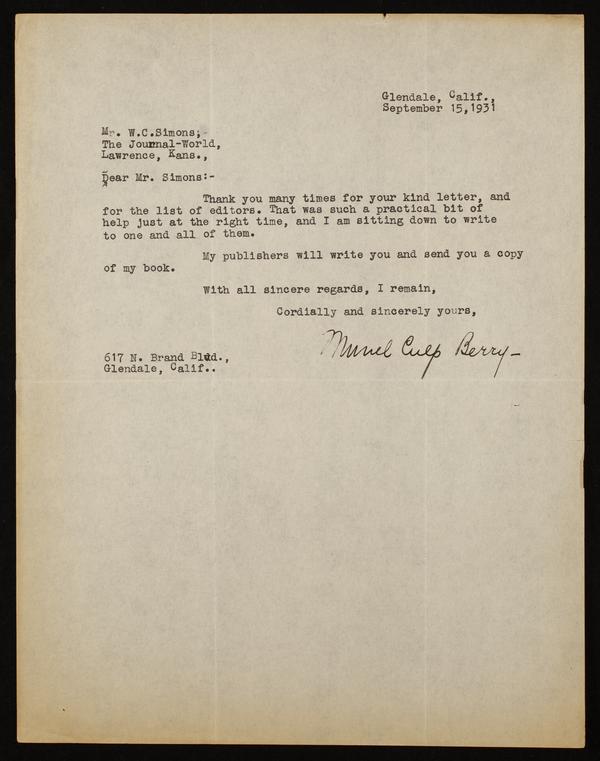 Glendale, Calif.,
September 15,1931
Mr. W.C.Simons,
The Journal-World,
Lawrence, Kans.,
Dear Mr. Simons:-
Thank you many times for your kind letter, and
for the list of editors. That was such a practical bit of
help just at the right time, and I am sitting down to write
to one and all of them.
My publishers will write you and send you a copy
of my book.
With all sincere regards, I remain,
Cordially and sincerely yours,
Muriel Culp Berry-
617 N. Brand Blvd.,
Glendale, Calif..